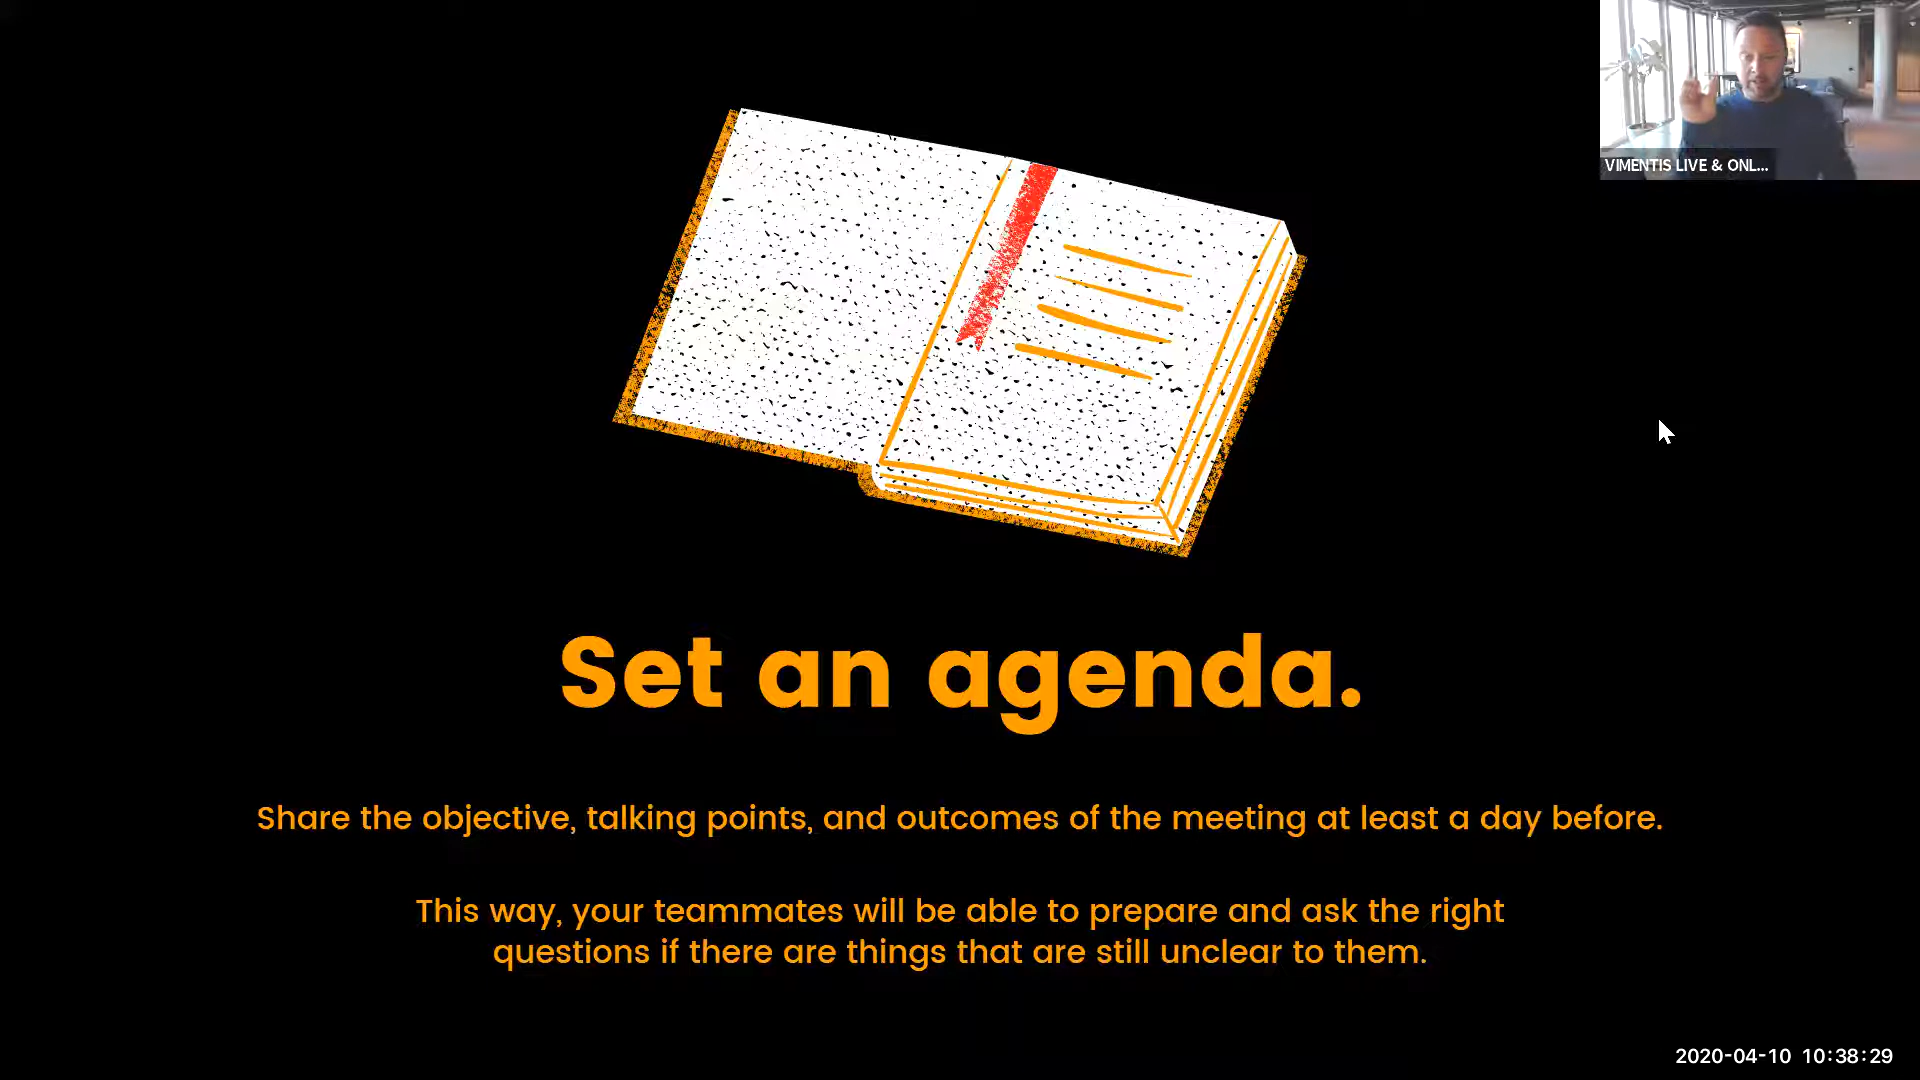 VIMENTIS LIVE & ONL...
Set an agenda.
Share the objective, talking points, and outcomes of the meeting at least a day before.
This way, your teammates will be able to prepare and ask the right
questions if there are things that are still unclear to them.
2020-04-10 10:38:29